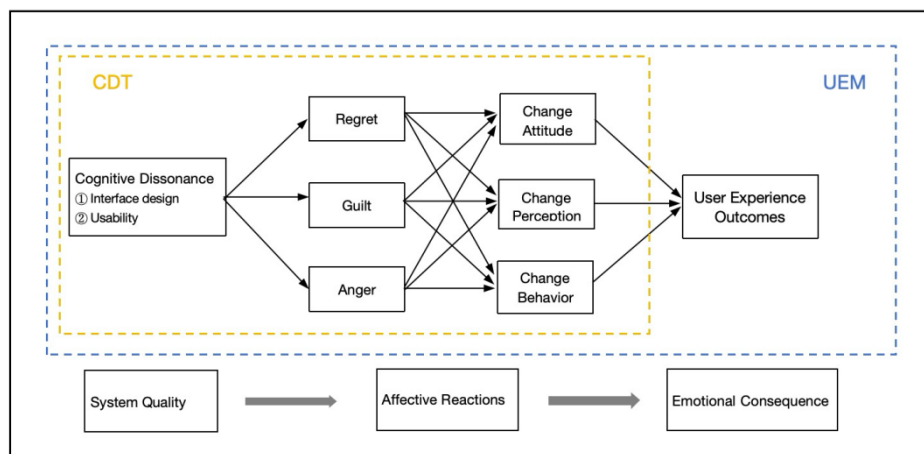 CDT
UEM
Regret
Change
Attitude
Cognitive Dissonance
① Interface design
② Usability
Guilt
Change
Perception
User Experience
Outcomes
Anger
Change
Behavior
System Quality
Affective Reactions
Emotional Consequence